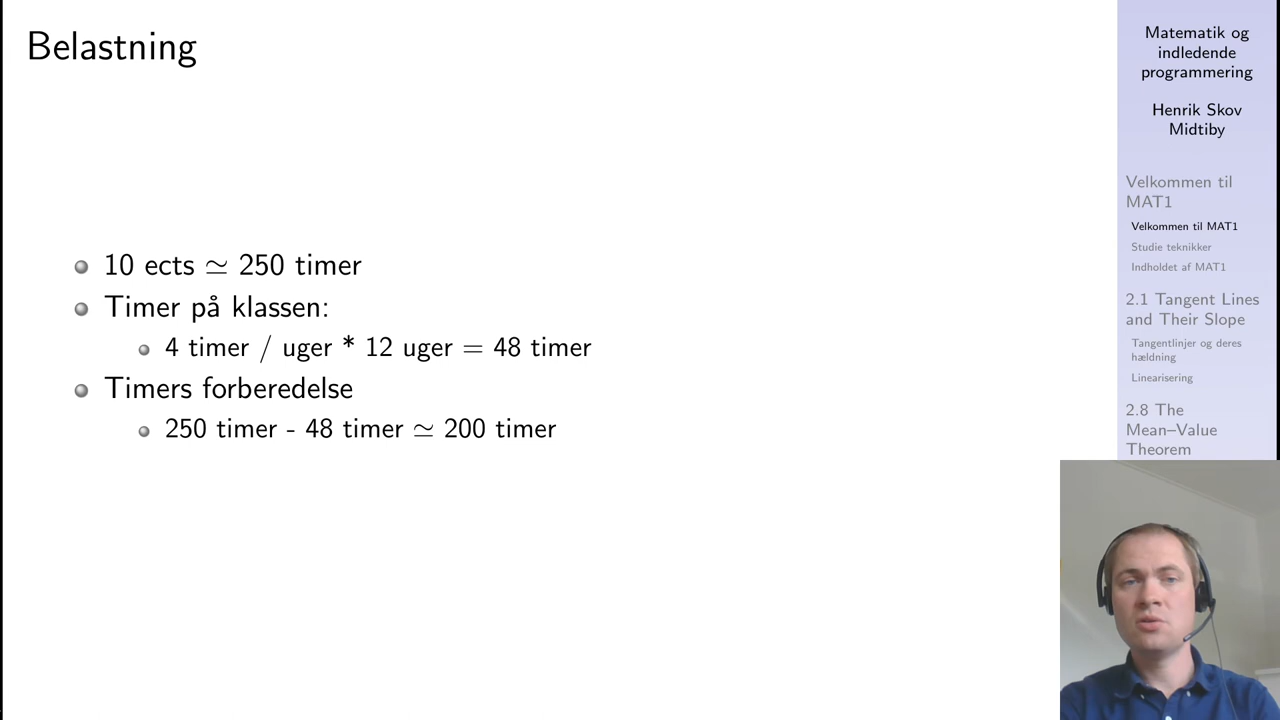 Belastning
10 ects ≃ 250 timer
Timer på klassen:
4 timer / uger * 12 uger = 48 timer
Timers forberedelse
250 timer - 48 timer ≃ 200 timer
Matematik og
indledende
programmering
Henrik Skov
Midtiby
Velkommen til
MAT1
Velkommen til MAT1
Studie teknikker
Indholdet af MAT1
2.1 Tangent Lines
and Their Slope
Tangentlinjer og deres
hældning
Linearisering
2.8 The
Mean–Value
Theorem